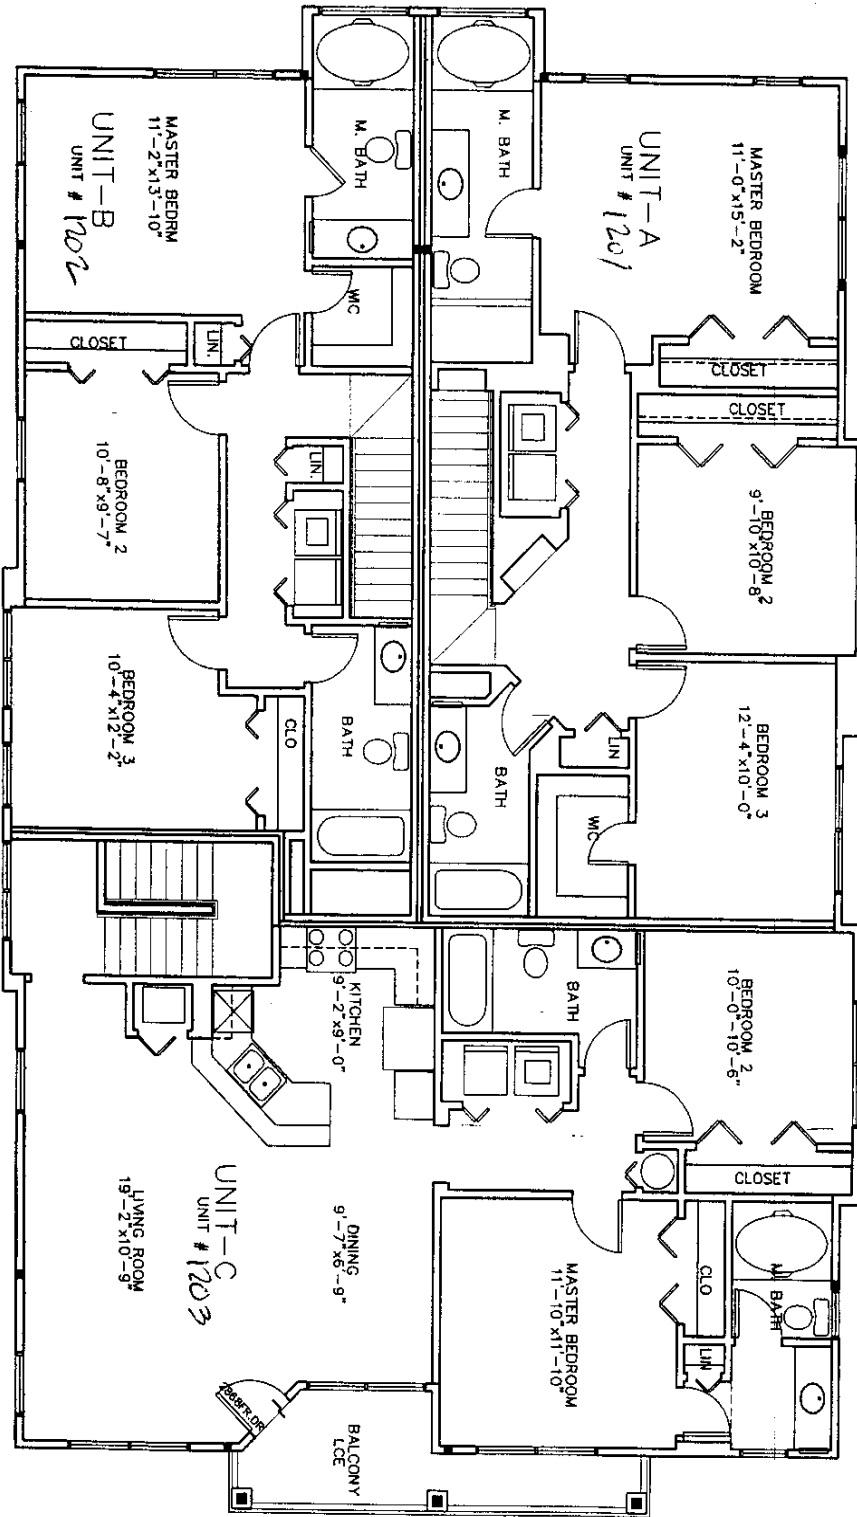 UNIT-A
UNIT # 1201
MASTER BEDROOM
11'-0"x15'-2"
M. BATH
CLOSET
CLOSET
BEDROOM 2
9'-10"x10'-8"
BEDROOM 3
12'-4"x10'-0"
LIN
WIC
BATH
UNIT-B
UNIT # 1202
MASTER BEDRM
11'-2"x13'-10"
M. BATH
WIC
LIN.
CLOSET
BEDROOM 2
10'-8"x9'-7"
LIN.
BEDROOM 3
10'-4"x12'-2"
CLO
BATH
UNIT-C
UNIT # 1203
KITCHEN
9'-2"x9'-0"
DINING
9'-7"x6'-9"
LIVING ROOM
19'-2"x10'-9"
BATH
BEDROOM 2
10'-0"-10'-6"
CLOSET
MASTER BEDROOM
11'-10"x11'-10"
CLO
LIN
M. BATH
BALCONY
LCE